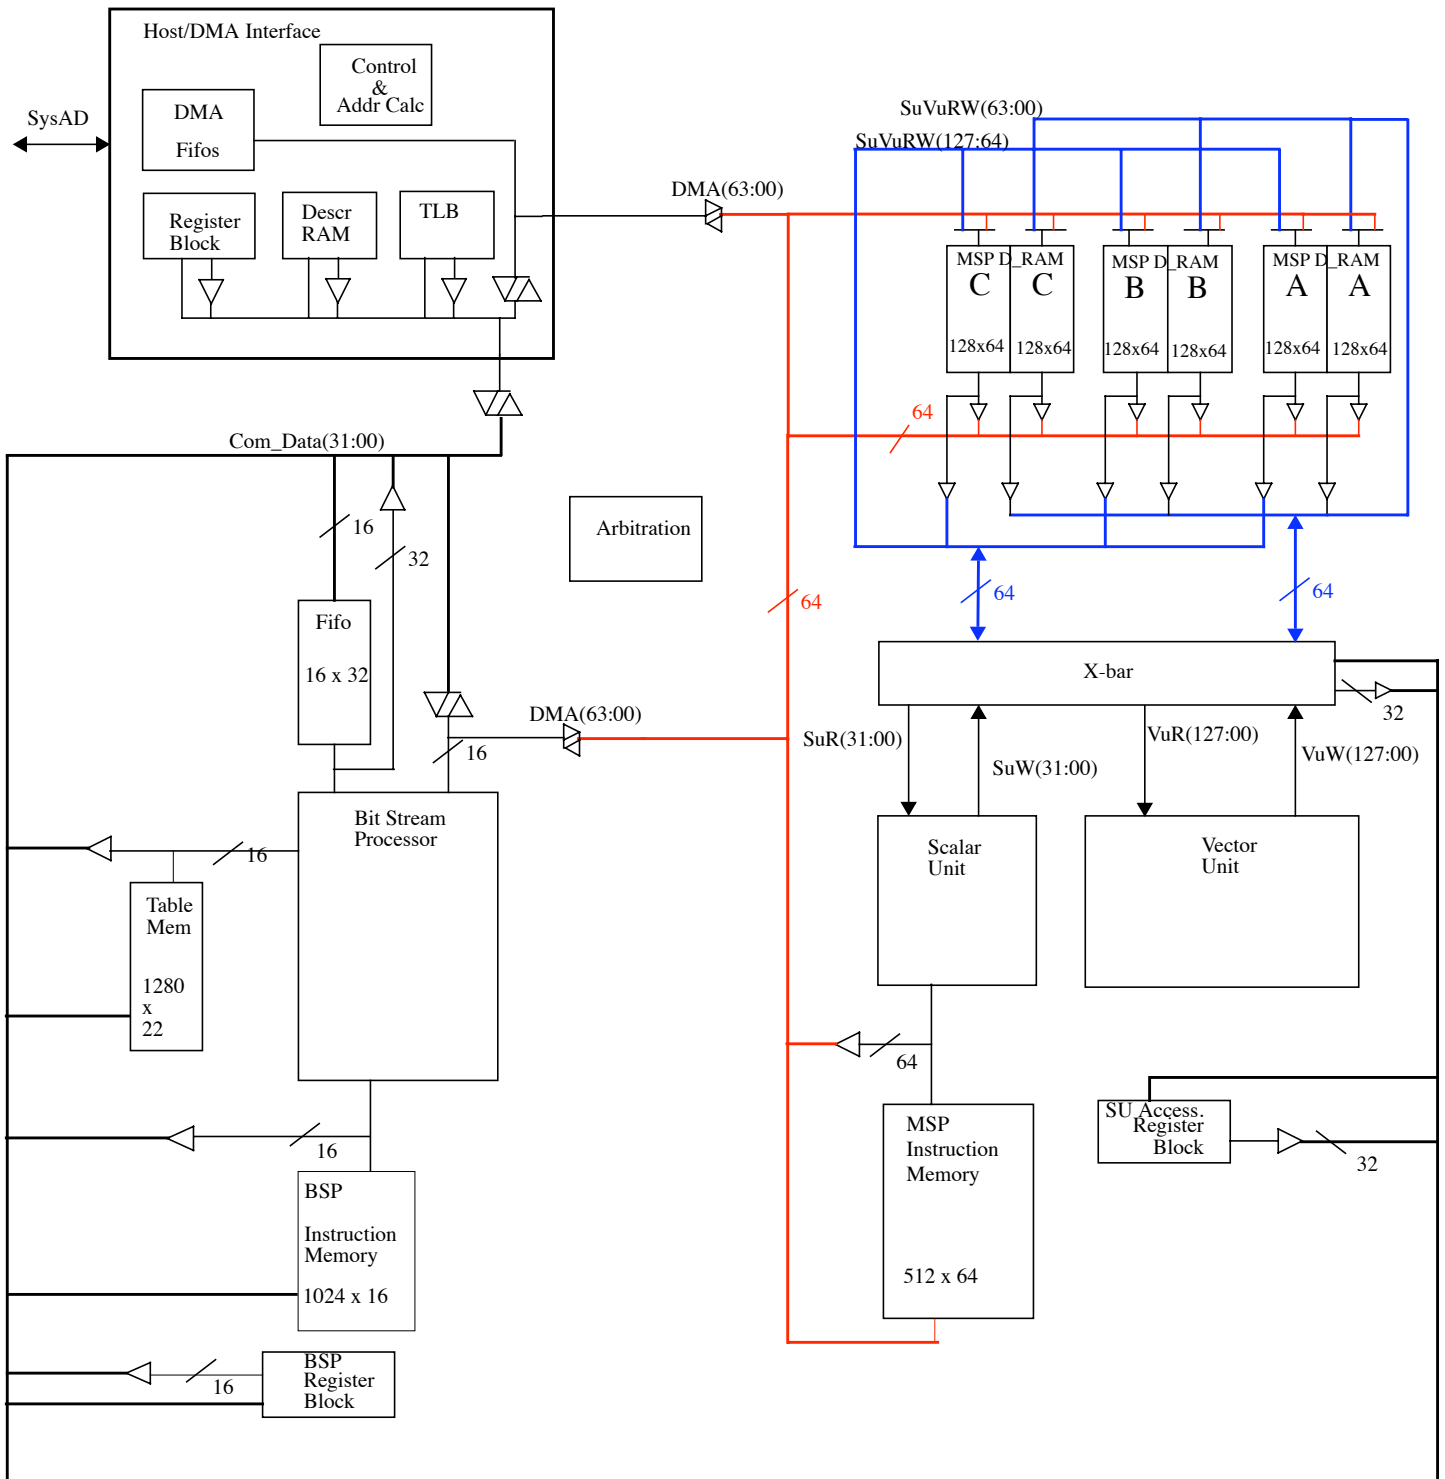 Host/DMA Interface
Control
&
Addr Calc
DMA
Fifos
SysAD
Register
Block
Descr
RAM
TLB
DMA(63:00)
SuVuRW(63:00)
SuVuRW(127:64)
MSP D_RAM
C C
128x64 128x64
MSP D_RAM
B B
128x64 128x64
MSP D_RAM
A A
128x64 128x64
64
Com_Data(31:00)
16
32
Arbitration
64
64
64
Fifo
16 x 32
X-bar
32
DMA(63:00)
16
SuR(31:00)
SuW(31:00)
VuR(127:00)
VuW(127:00)
Bit Stream
Processor
16
Scalar
Unit
Vector
Unit
Table
Mem
1280
x
22
64
16
MSP
Instruction
Memory
512 x 64
SU Access.
Register
Block
32
BSP
Instruction
Memory
1024 x 16
BSP
Register
Block
16